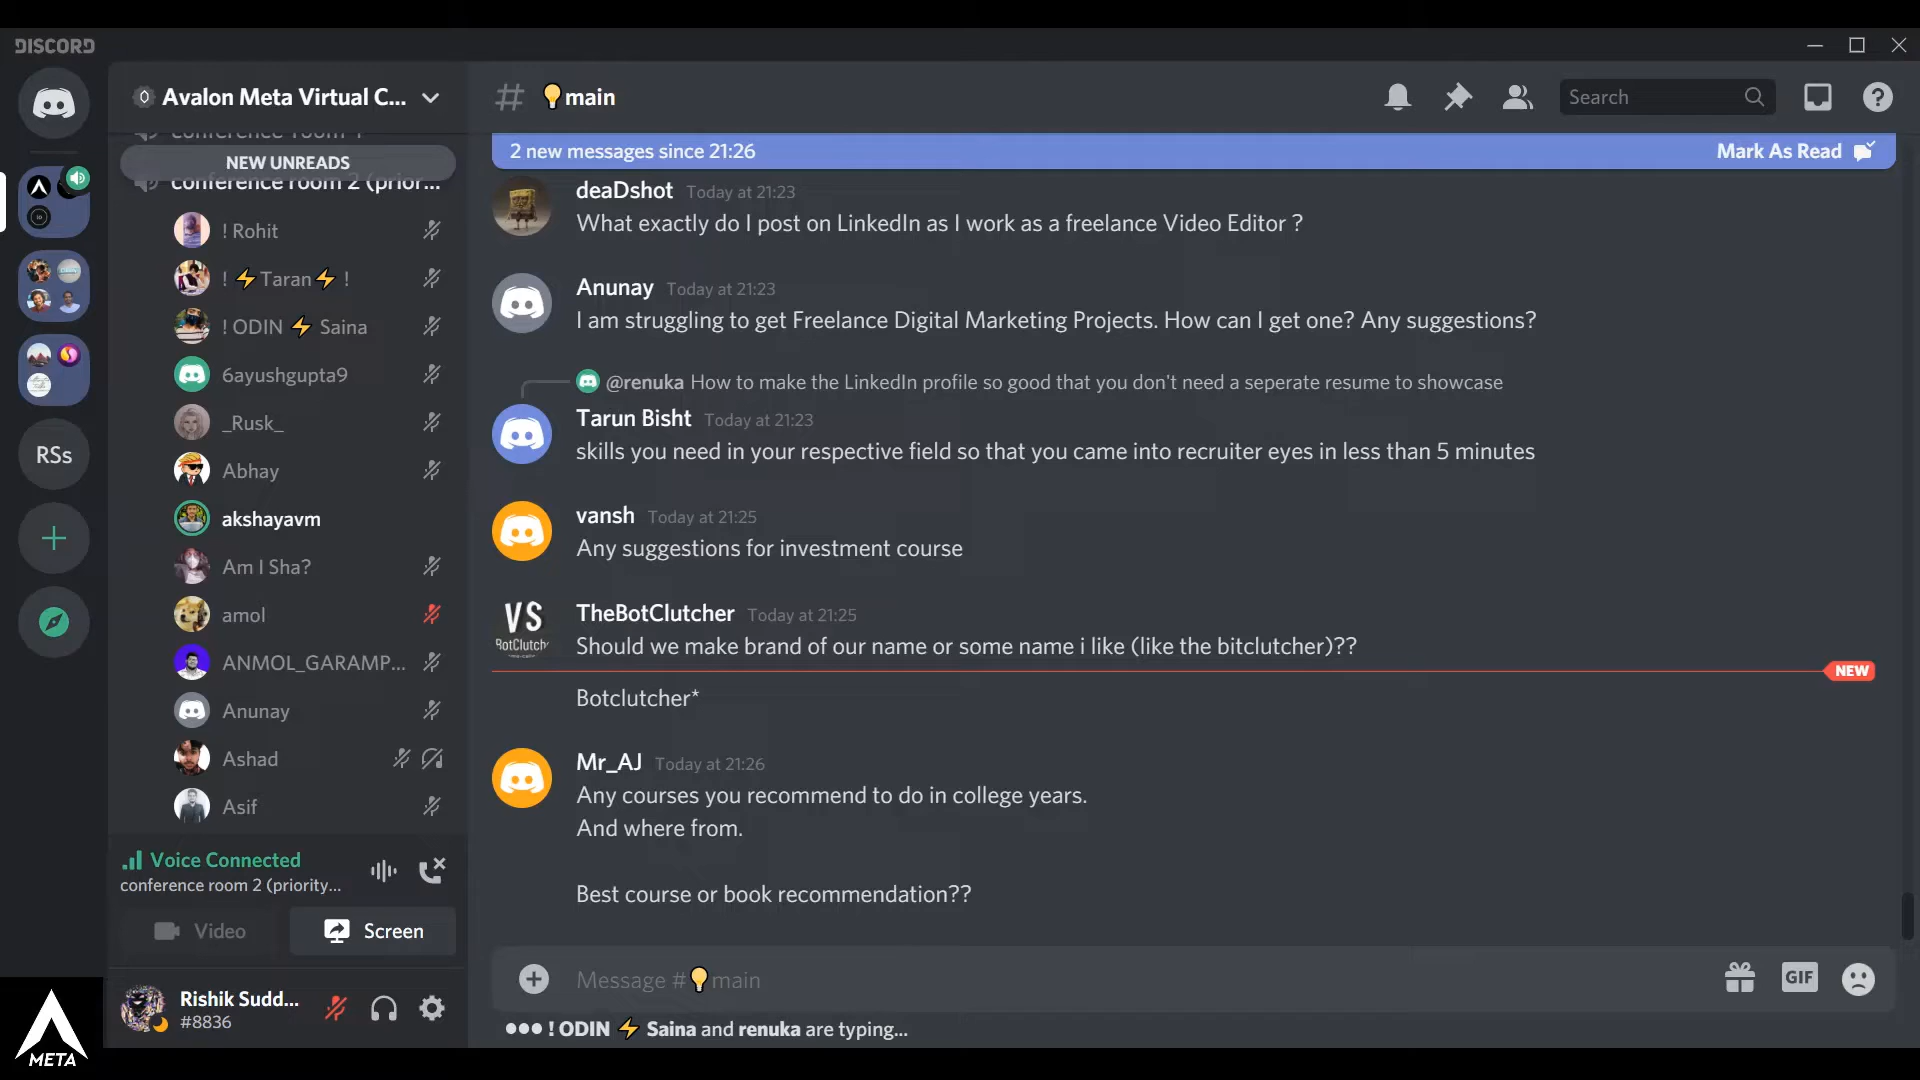 DISCORD
Avalon Meta Virtual C...
main
Search
NEW UNREADS
conference room 2 (prior...
! Rohit
! ⚡Taran⚡ !
! ODIN ⚡ Saina
6ayushgupta9
_Rusk_
Abhay
akshayavm
Am I Sha?
amol
ANMOL_GARAMP...
Anunay
Ashad
Asif
RSs
Voice Connected
conference room 2 (priority...
Video
Screen
Rishik Sudd...
#8836
META
2 new messages since 21:26
Mark As Read
deaDshot Today at 21:23
What exactly do I post on LinkedIn as I work as a freelance Video Editor ?
Anunay Today at 21:23
I am struggling to get Freelance Digital Marketing Projects. How can I get one? Any suggestions?
@renuka How to make the LinkedIn profile so good that you don't need a seperate resume to showcase
Tarun Bisht Today at 21:23
skills you need in your respective field so that you came into recruiter eyes in less than 5 minutes
vansh Today at 21:25
Any suggestions for investment course
VS
BotClutch
TheBotClutcher Today at 21:25
Should we make brand of our name or some name i like (like the bitclutcher)??
NEW
Botclutcher*
Mr_AJ Today at 21:26
Any courses you recommend to do in college years.
And where from.
Best course or book recommendation??
Message #💡main
GIF
! ODIN ⚡ Saina and renuka are typing...